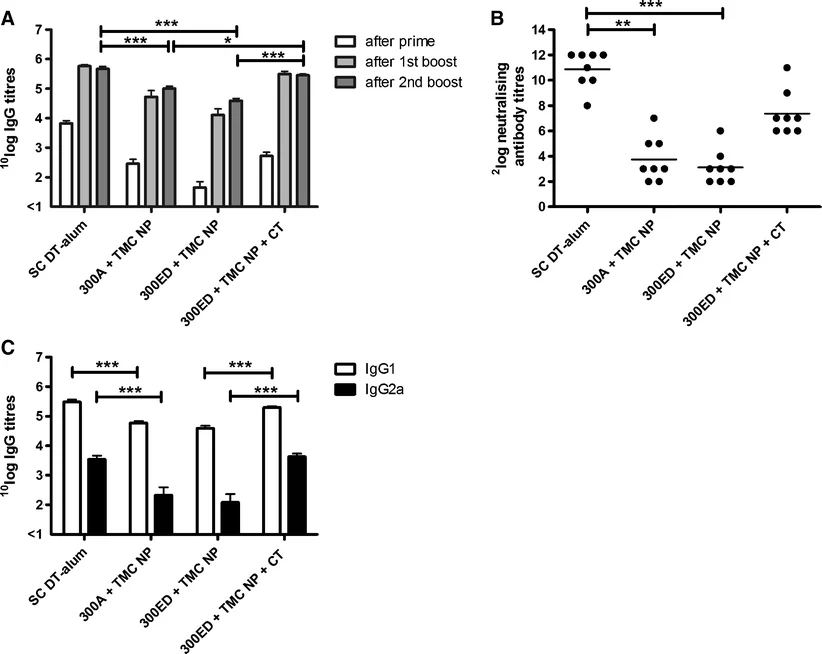 A
***
***
*
***
7
6
5
4
3
2
<1
10log IgG titres
after prime
after 1st boost
after 2nd boost
SC DT-alum
300A + TMC NP
300ED + TMC NP
300ED + TMC NP + CT
B
***
**
14
12
10
8
6
4
2
0
2log neutralising
antibody titres
SC DT-alum
300A + TMC NP
300ED + TMC NP
300ED + TMC NP + CT
C
***
***
***
***
7
6
5
4
3
2
<1
10log IgG titres
IgG1
IgG2a
SC DT-alum
300A + TMC NP
300ED + TMC NP
300ED + TMC NP + CT